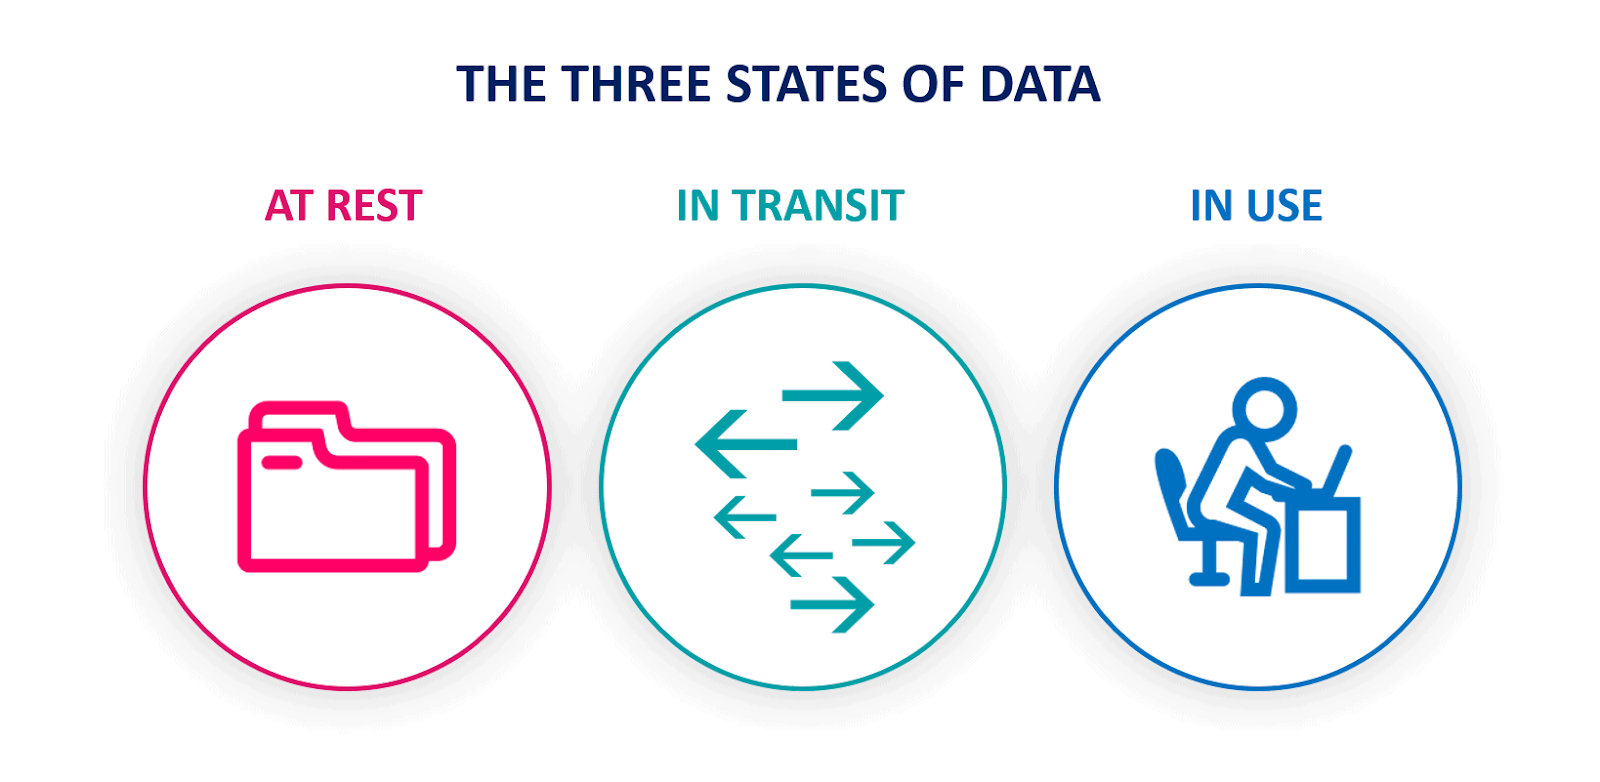 THE THREE STATES OF DATA
AT REST
IN TRANSIT
IN USE